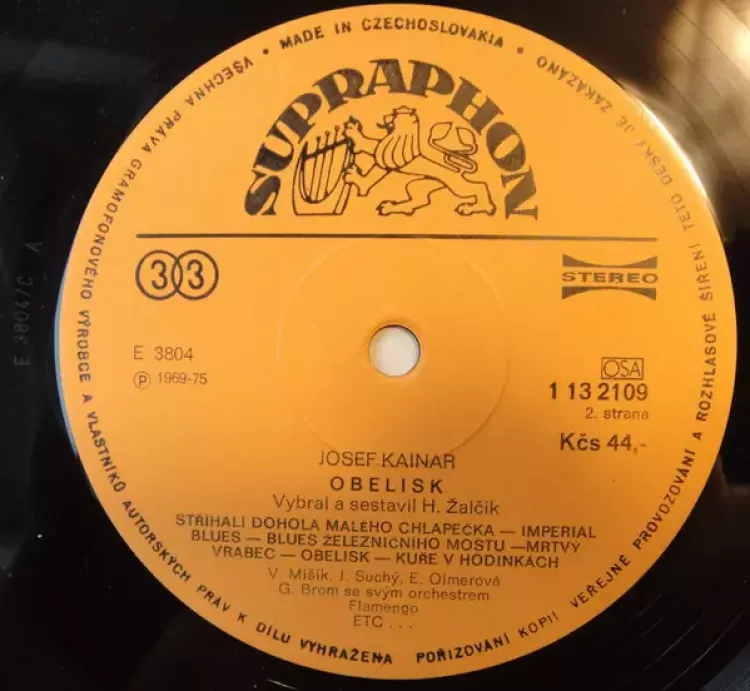 • MADE IN CZECHOSLOVAKIA •
VŠECHNA PRÁVA GRAMOFONOVÉHO VÝROBCE A VLASTNÍKŮ AUTORSKÝCH PRÁV K DÍLU VYHRAŽENA
POŘIZOVÁNÍ KOPIÍ VEŘEJNÉ PROVOZOVÁNÍ A ROZHLASOVÉ ŠÍŘENÍ TÉTO DESKY JE ZAKÁZÁNO
SUPRAPHON
33
STEREO
E 3804
Ⓟ 1969-75
OSA
1 13 2109
2. strana
Kčs 44,-
JOSEF KAINAR
OBELISK
Vybral a sestavil H. Žalčik
STŘÍHALI DOHOLA MALÉHO CHLAPEČKA — IMPERIAL
BLUES — BLUES ŽELEZNIČNÍHO MOSTU — MRTVÝ
VRABEC — OBELISK — KUŘE V HODINKÁCH
V. Mišík, J. Suchý, E. Olmerová
G. Brom se svým orchestrem
Flamengo
ETC...
E 3804/C A